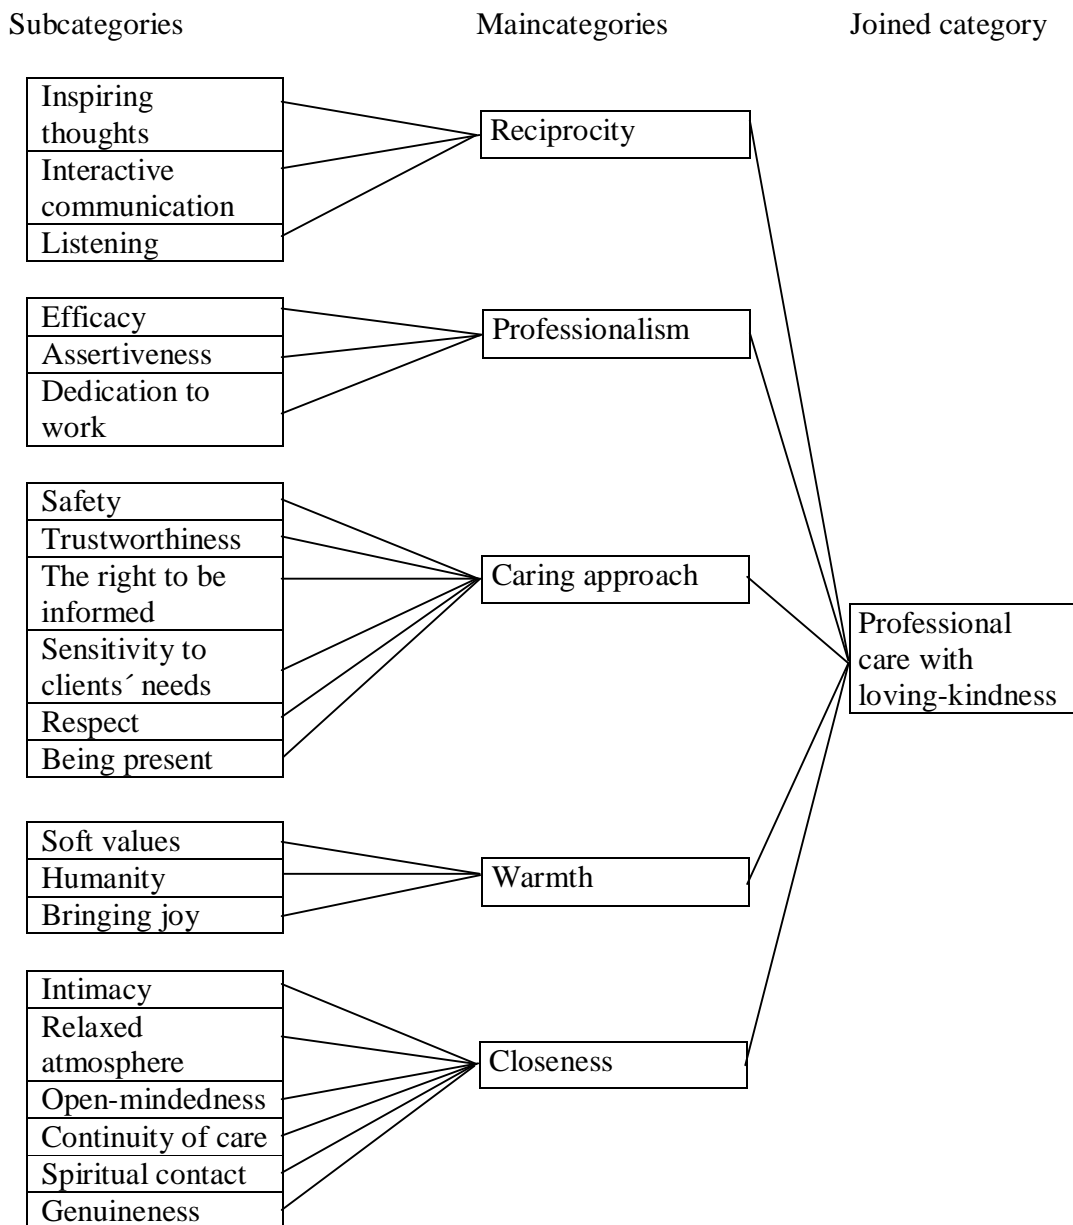 Subcategories
Maincategories
Joined category
Inspiring
thoughts
Interactive
communication
Listening
Reciprocity
Efficacy
Assertiveness
Dedication to
work
Professionalism
Safety
Trustworthiness
The right to be
informed
Sensitivity to
clients´ needs
Respect
Being present
Caring approach
Professional
care with
loving-kindness
Soft values
Humanity
Bringing joy
Warmth
Intimacy
Relaxed
atmosphere
Open-mindedness
Continuity of care
Spiritual contact
Genuineness
Closeness